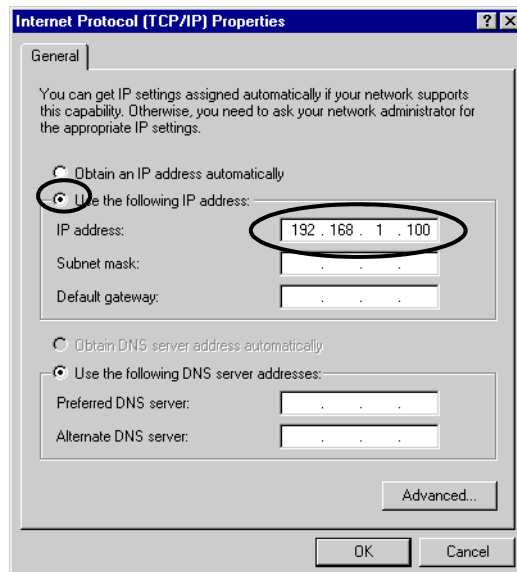 Internet Protocol (TCP/IP) Properties
General
You can get IP settings assigned automatically if your network supports
this capability. Otherwise, you need to ask your network administrator for
the appropriate IP settings.
Obtain an IP address automatically
Use the following IP address:
IP address: 192 . 168 . 1 . 100
Subnet mask: . . .
Default gateway: . . .
Obtain DNS server address automatically
Use the following DNS server addresses:
Preferred DNS server: . . .
Alternate DNS server: . . .
Advanced...
OK Cancel